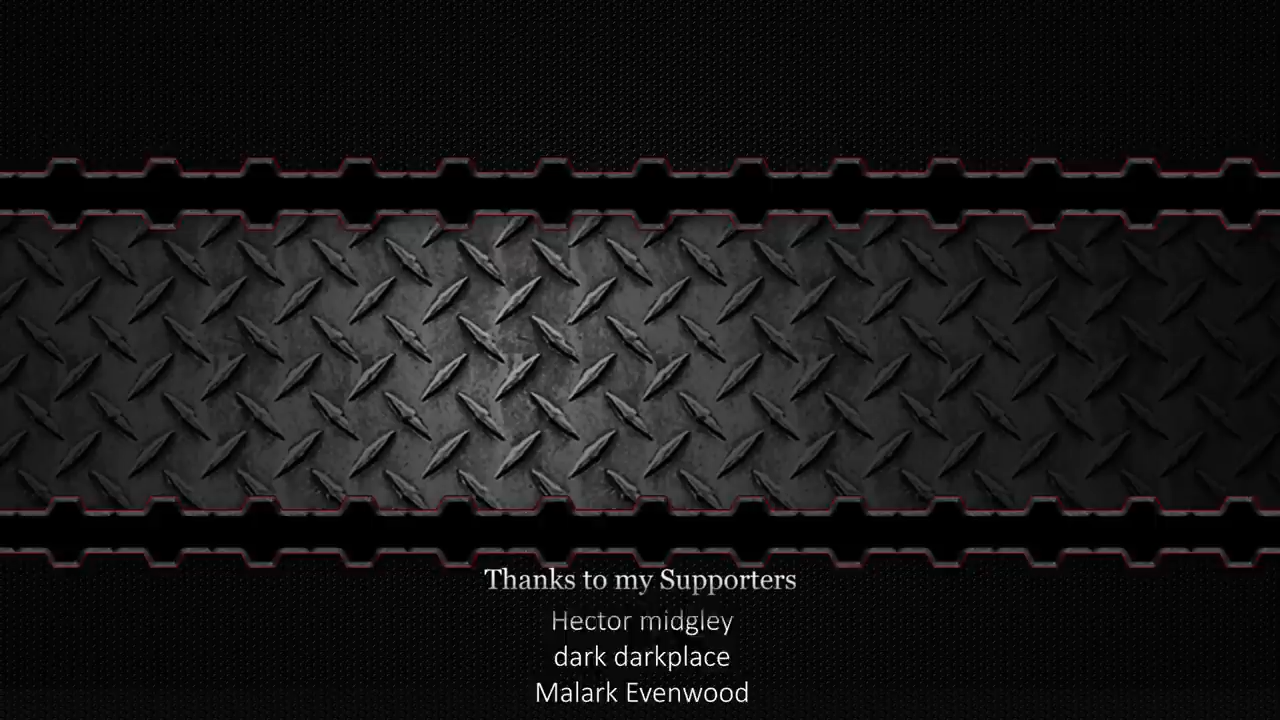 Thanks to my Supporters
Hector midgley
dark darkplace
Malark Evenwood